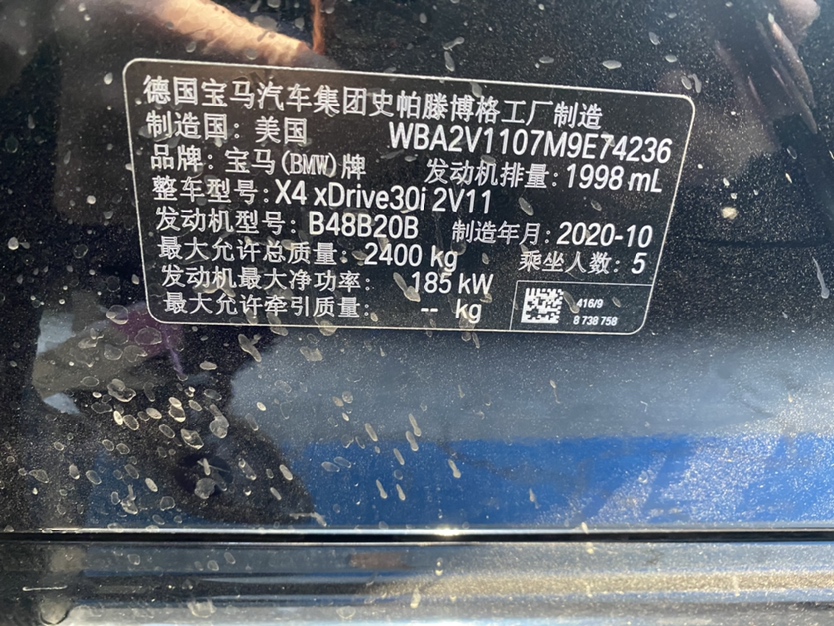 德国宝马汽车集团史帕滕博格工厂制造
制造国：美国 WBA2V1107M9E74236
品牌：宝马(BMW)牌 发动机排量：1998 mL
整车型号：X4 xDrive30i 2V11
发动机型号：B48B20B 制造年月：2020-10
最大允许总质量：2400 kg 乘坐人数：5
发动机最大净功率：185 kW
最大允许牵引质量：-- kg
416/9
8 738 758